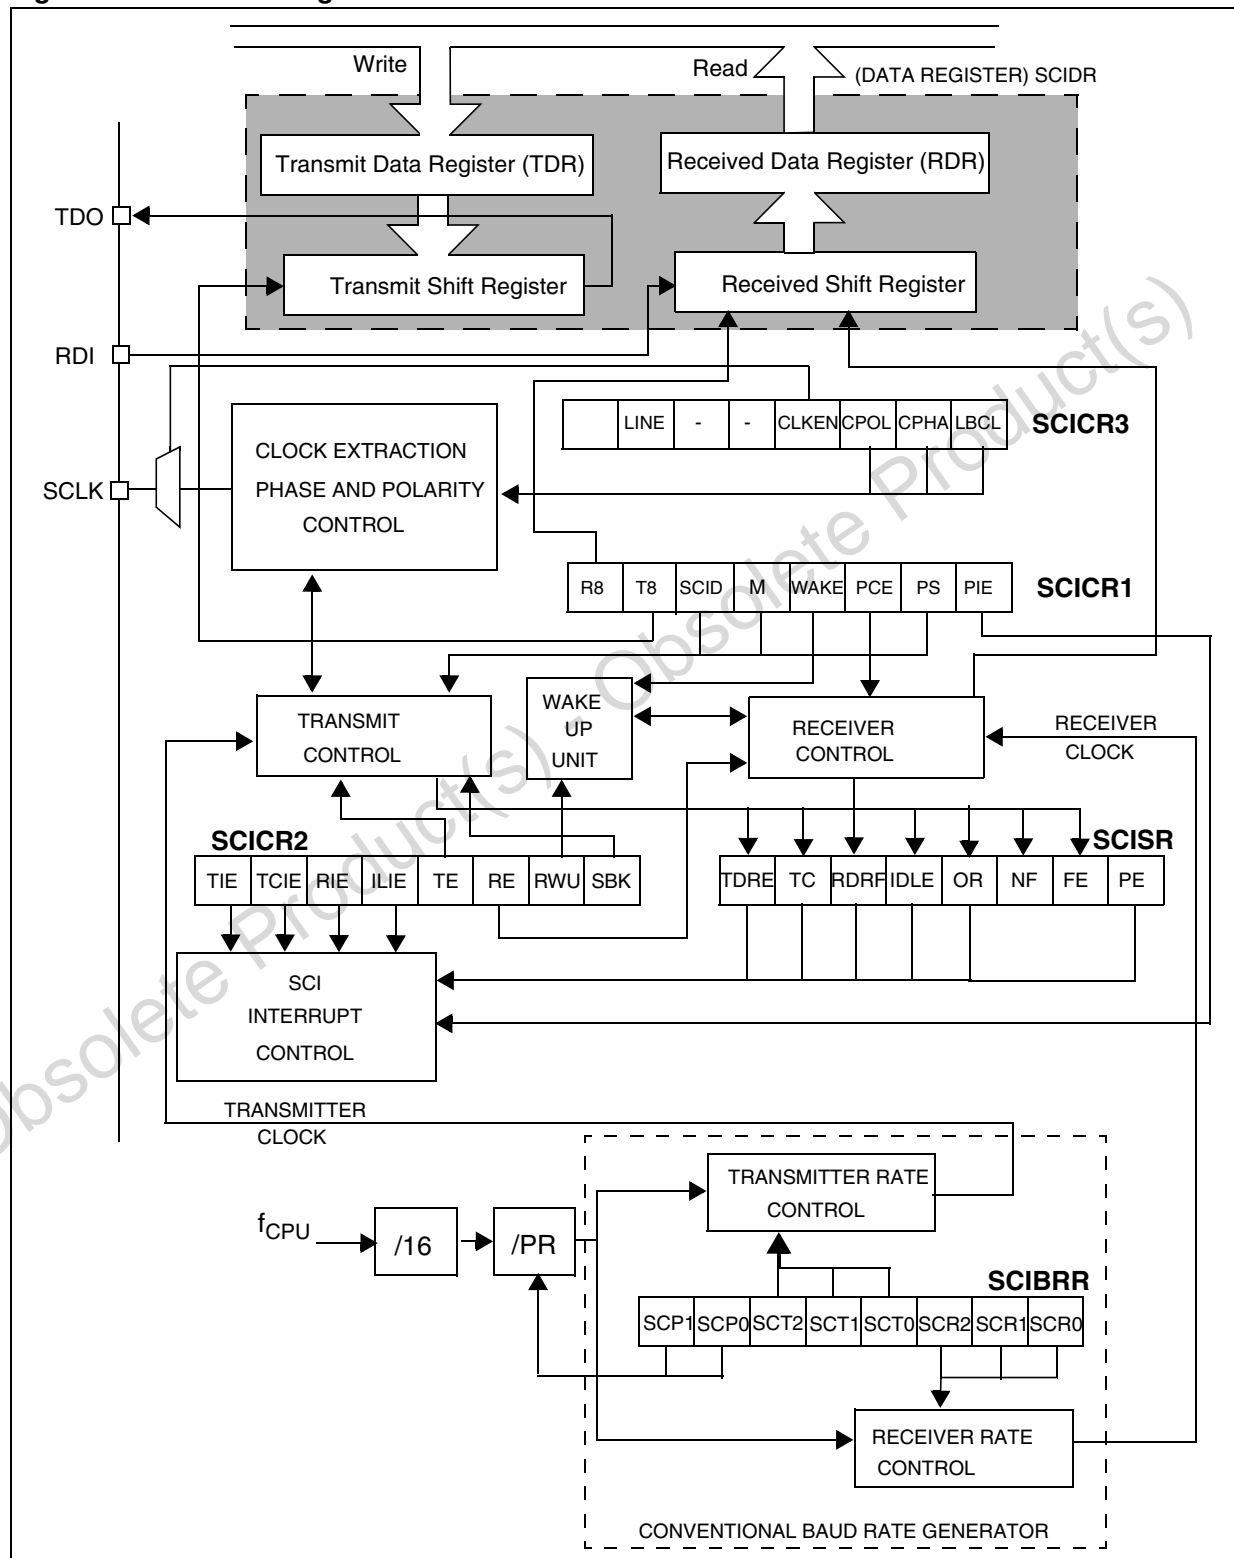 Write
Read
(DATA REGISTER) SCIDR
Transmit Data Register (TDR)
Received Data Register (RDR)
TDO
Transmit Shift Register
Received Shift Register
RDI
LINE - - CLKEN CPOL CPHA LBCL
SCICR3
CLOCK EXTRACTION
PHASE AND POLARITY
CONTROL
SCLK
R8 T8 SCID M WAKE PCE PS PIE
SCICR1
TRANSMIT
CONTROL
WAKE
UP
UNIT
RECEIVER
CONTROL
RECEIVER
CLOCK
SCICR2
TIE TCIE RIE ILIE TE RE RWU SBK
SCISR
TDRE TC RDRF IDLE OR NF FE PE
SCI
INTERRUPT
CONTROL
TRANSMITTER
CLOCK
TRANSMITTER RATE
CONTROL
fCPU
/16
/PR
SCIBRR
SCP1 SCP0 SCT2 SCT1 SCT0 SCR2 SCR1 SCR0
RECEIVER RATE
CONTROL
CONVENTIONAL BAUD RATE GENERATOR
Obsolete Product(s) - Obsolete Product(s)